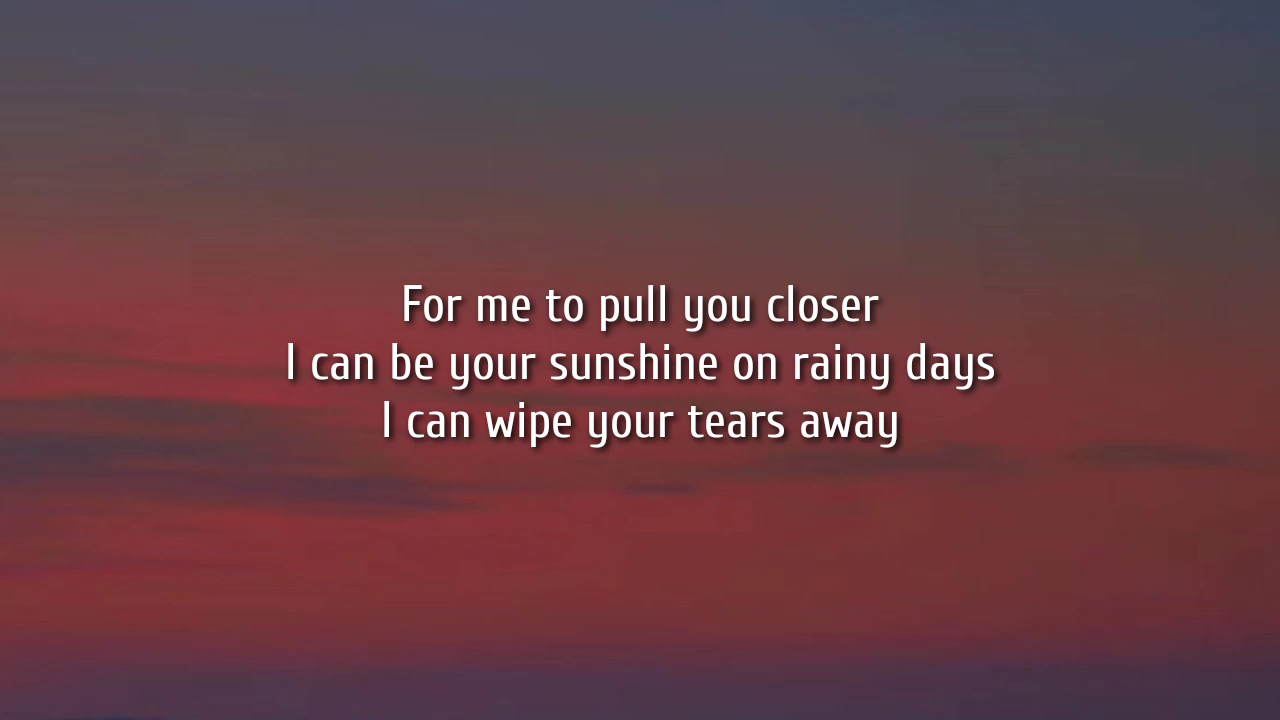 For me to pull you closer
I can be your sunshine on rainy days
I can wipe your tears away